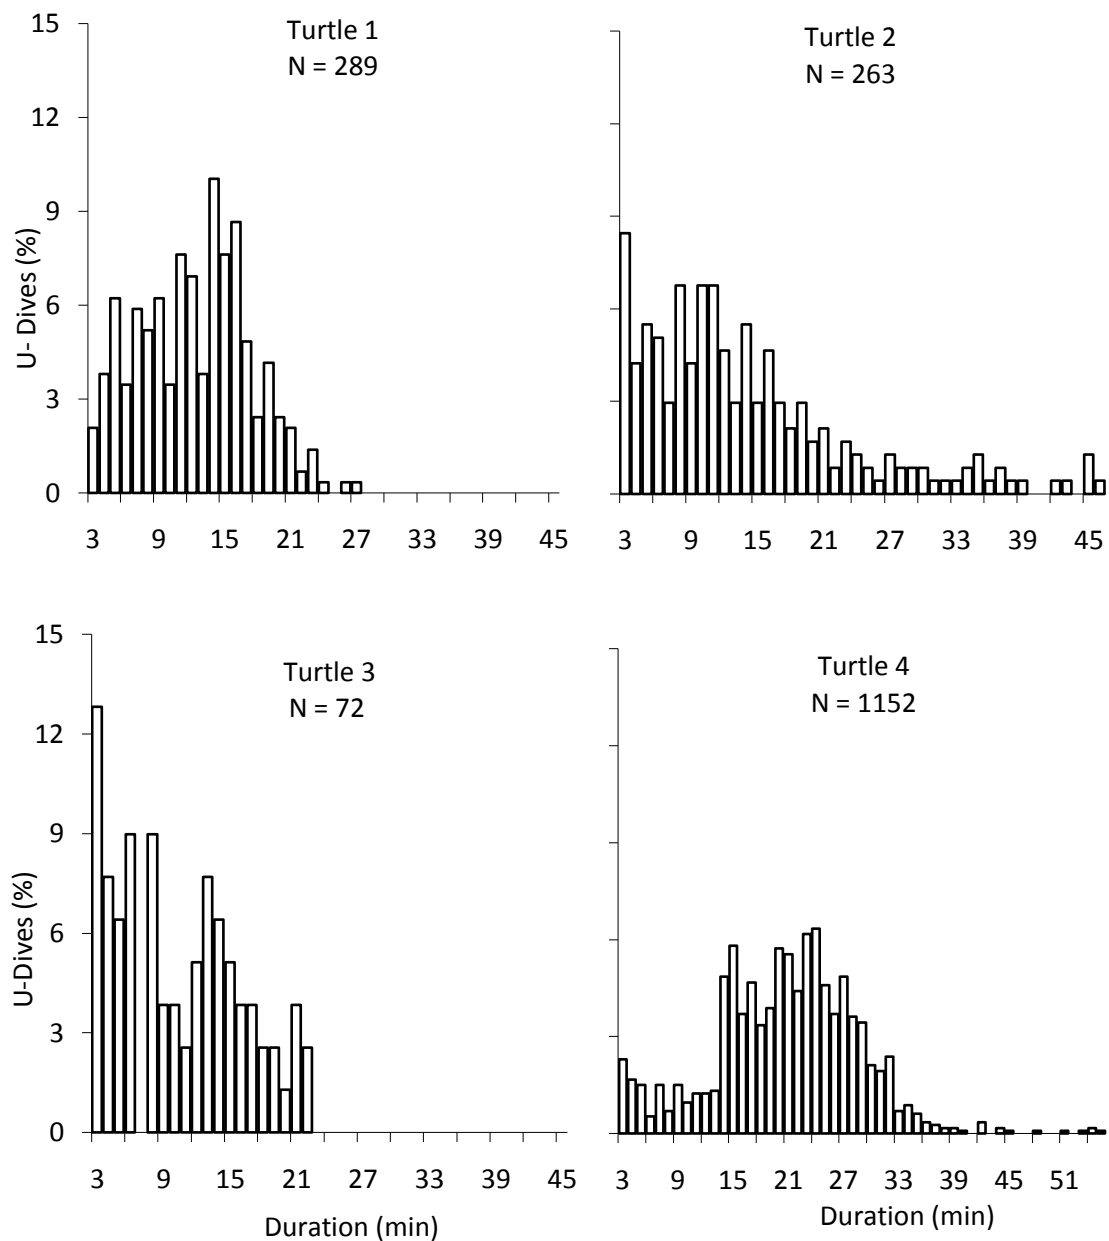 Turtle 1
N = 289
15
12
9
6
3
0
U- Dives (%)
3 9 15 21 27 33 39 45
Turtle 2
N = 263
3 9 15 21 27 33 39 45
Turtle 3
N = 72
15
12
9
6
3
0
U-Dives (%)
3 9 15 21 27 33 39 45
Duration (min)
Turtle 4
N = 1152
3 9 15 21 27 33 39 45 51
Duration (min)